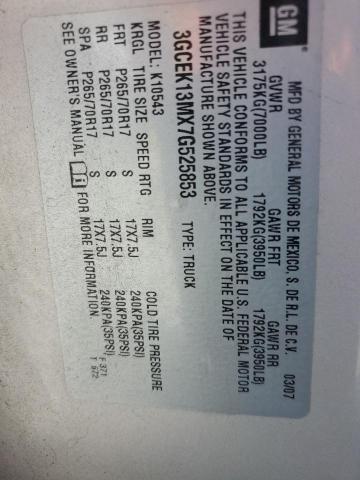 GM
MFD BY GENERAL MOTORS DE MEXICO, S. DE R.L. DE C.V. 03/07
GVWR GAWR FRT GAWR RR
3175KG(7000LB) 1792KG(3950LB) 1792KG(3950LB)
THIS VEHICLE CONFORMS TO ALL APPLICABLE U.S. FEDERAL MOTOR
VEHICLE SAFETY STANDARDS IN EFFECT ON THE DATE OF
MANUFACTURE SHOWN ABOVE.
3GCEK13MX7G525853 TYPE: TRUCK
MODEL: K10543
KRGL TIRE SIZE SPEED RTG RIM COLD TIRE PRESSURE
FRT P265/70R17 S 17X7.5J 240KPA(35PSI)
RR P265/70R17 S 17X7.5J 240KPA(35PSI)
SPA P265/70R17 S 17X7.5J 240KPA(35PSI)
SEE OWNER'S MANUAL FOR MORE INFORMATION.
F 371
T 572